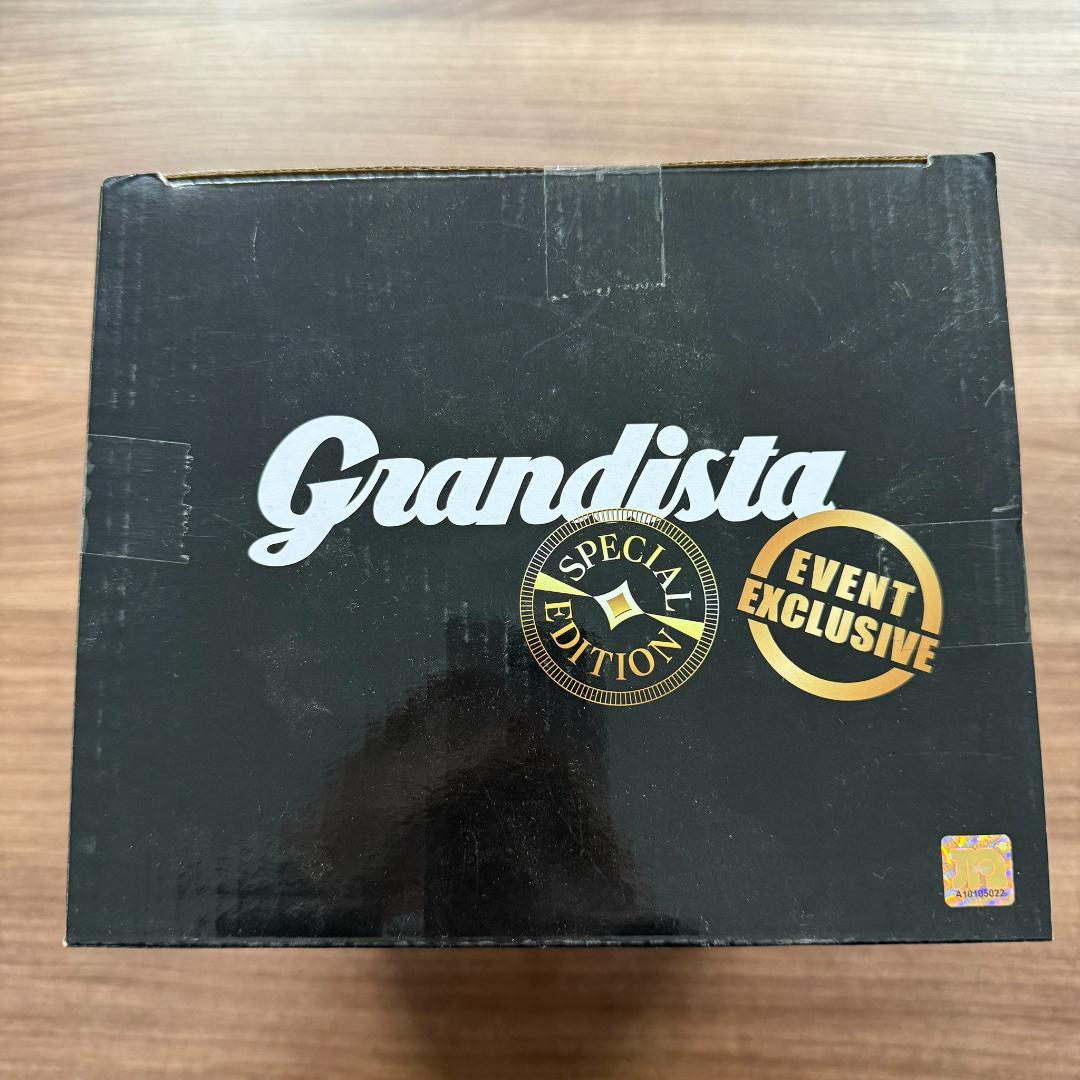 Grandista
SPECIAL
EDITION
EVENT
EXCLUSIVE
A10105022